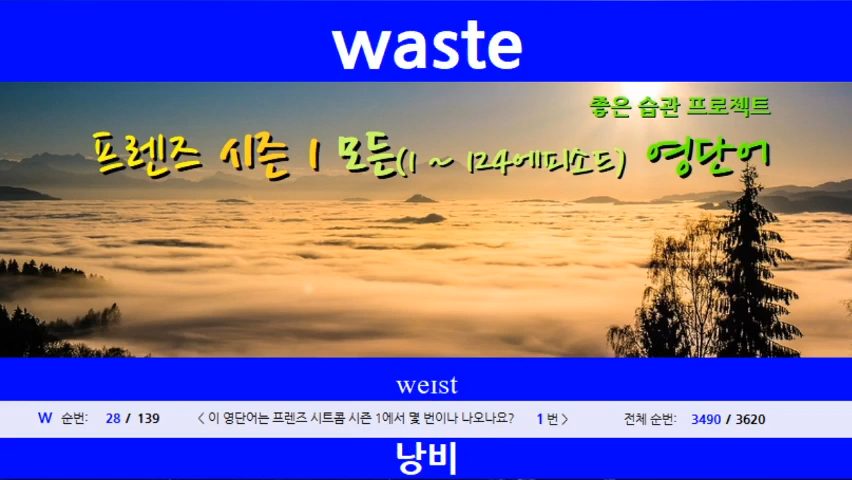 waste
좋은 습관 프로젝트
프렌즈 시즌 1 모든(1 ~ 124에피소드) 영단어
weɪst
W 순번: 28 / 139 < 이 영단어는 프렌즈 시트콤 시즌 1에서 몇 번이나 나오나요? 1 번 > 전체 순번: 3490 / 3620
낭비